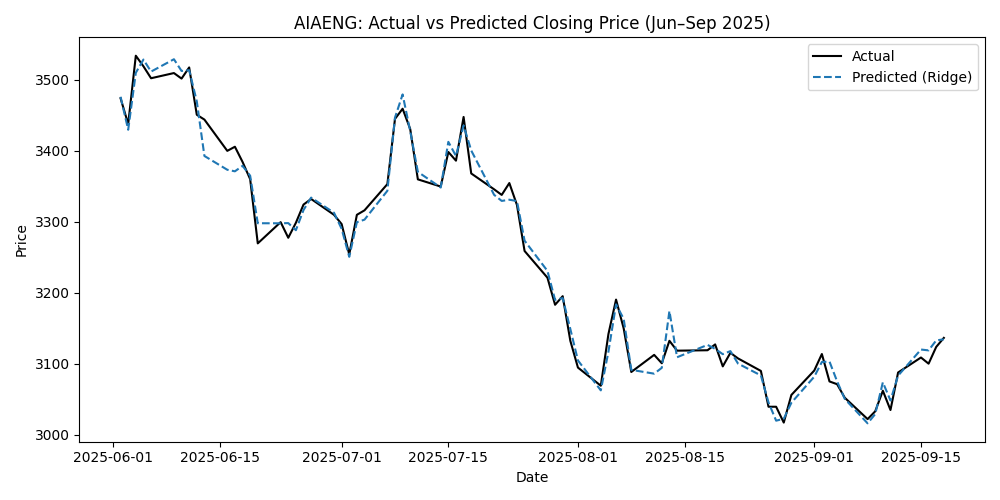 AIAENG: Actual vs Predicted Closing Price (Jun–Sep 2025)
Actual
Predicted (Ridge)
Price
3500
3400
3300
3200
3100
3000
2025-06-01 2025-06-15 2025-07-01 2025-07-15 2025-08-01 2025-08-15 2025-09-01 2025-09-15
Date